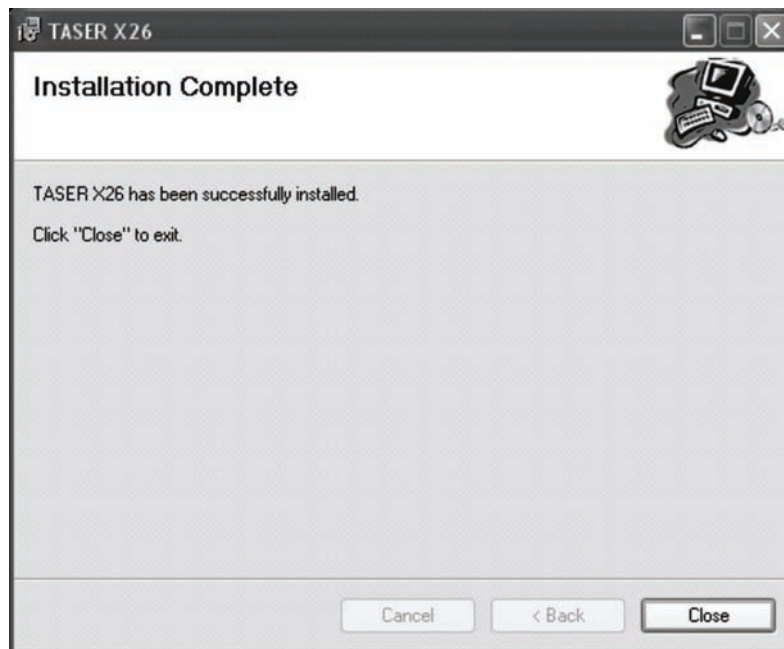 TASER X26
Installation Complete
TASER X26 has been successfully installed.
Click "Close" to exit.
Cancel
< Back
Close